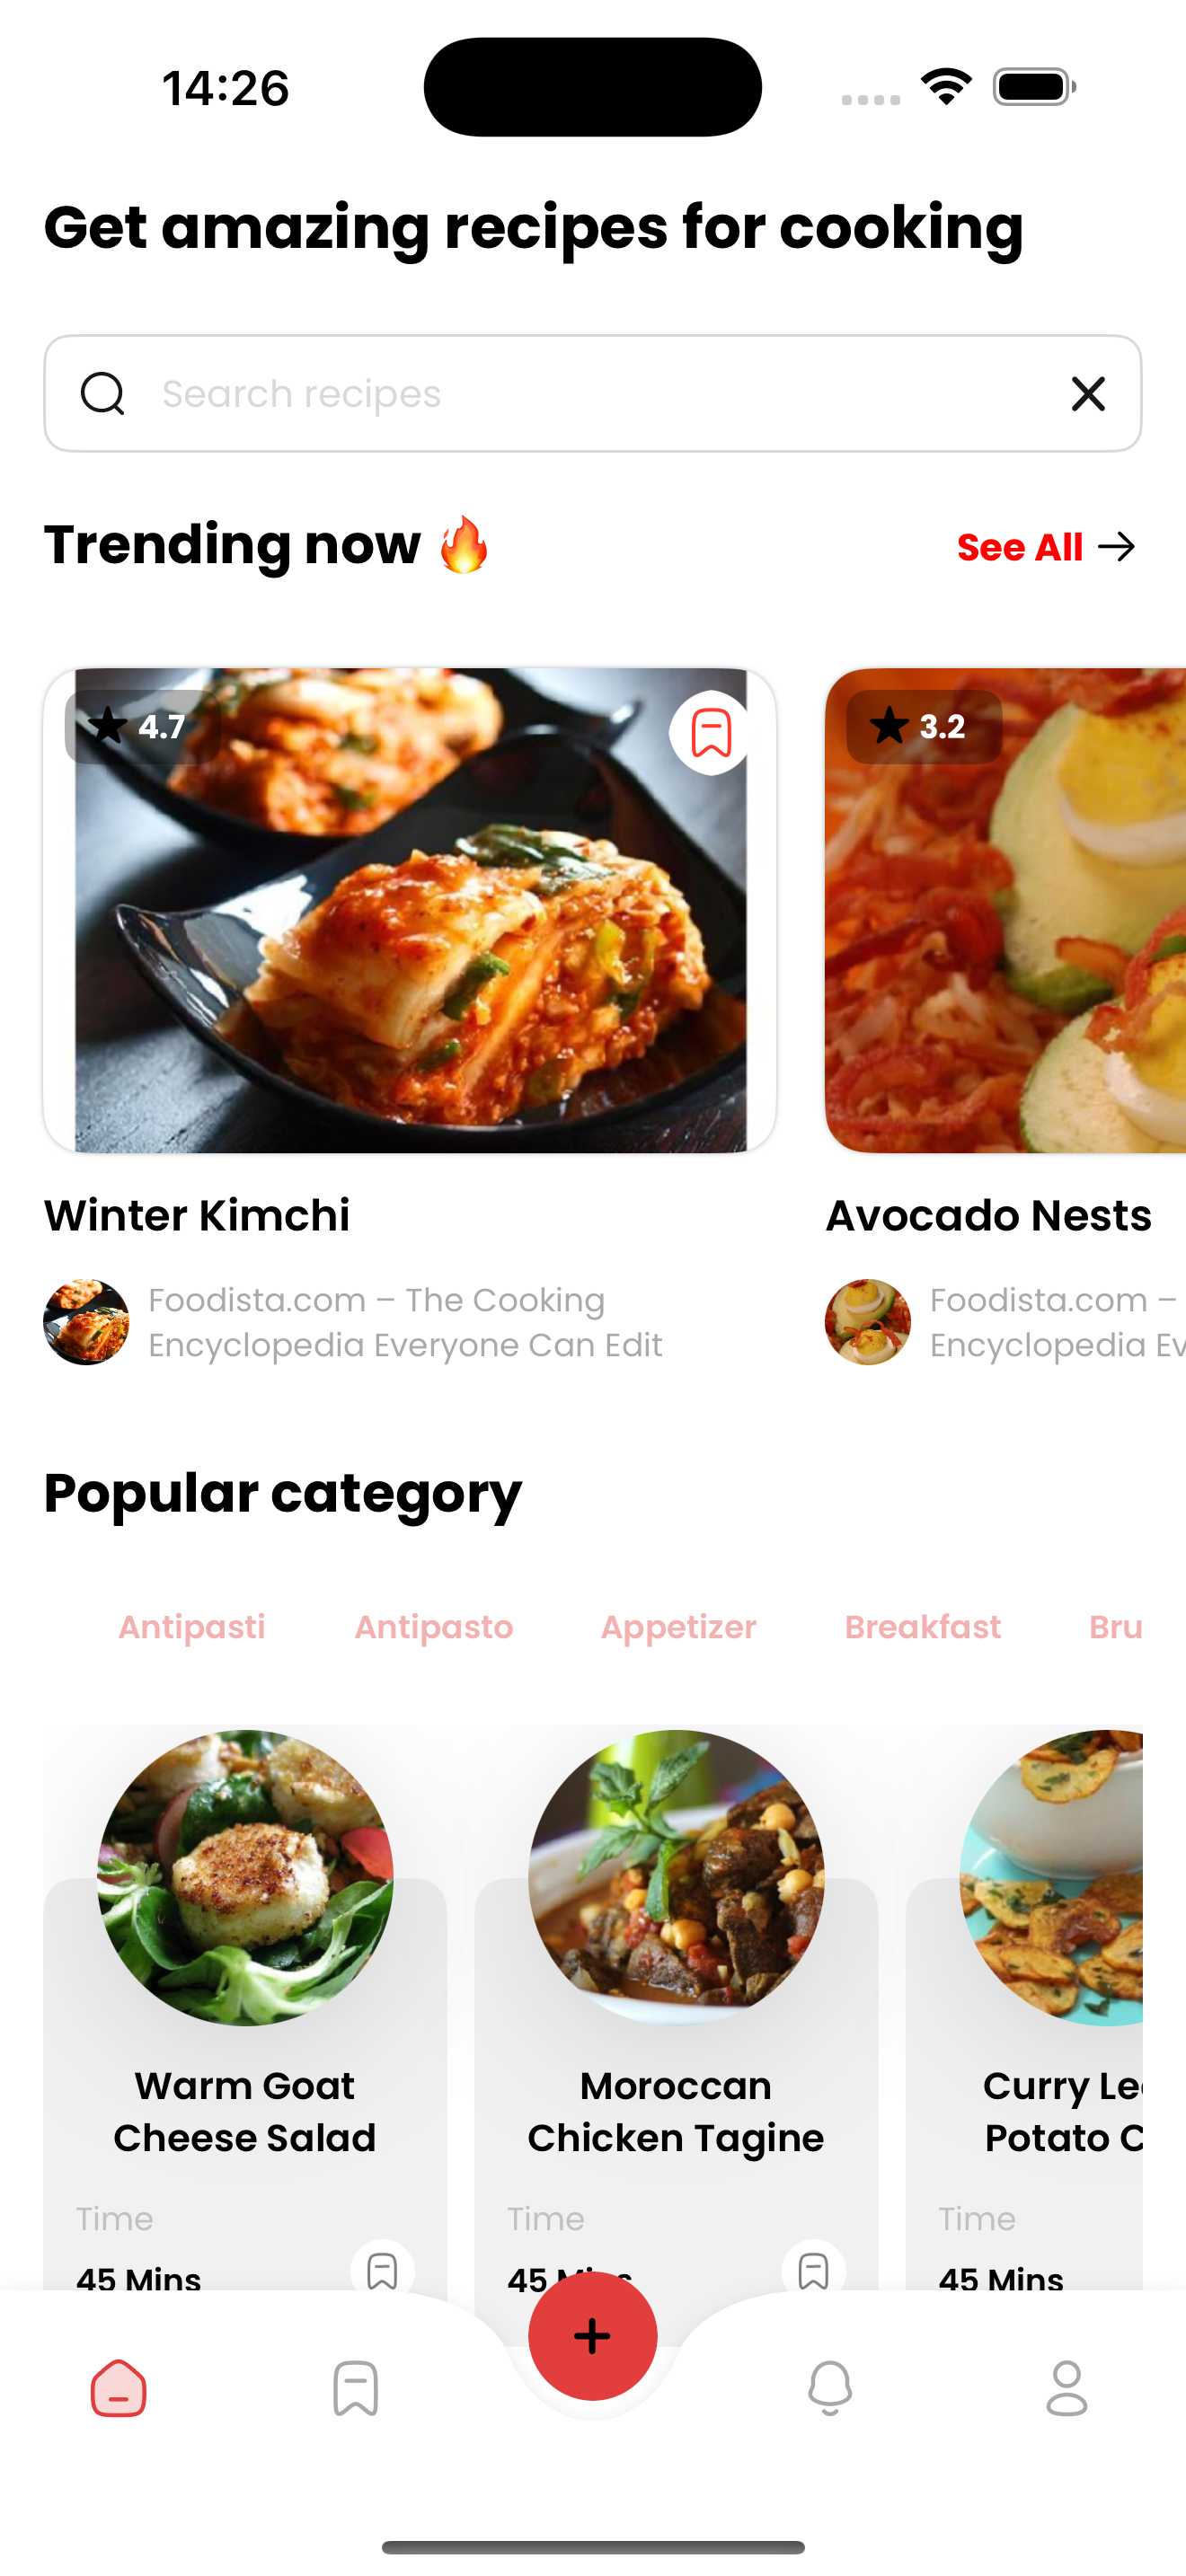 14:26
Get amazing recipes for cooking
Search recipes
Trending now 🔥
See All
4.7
3.2
Winter Kimchi
Avocado Nests
Foodista.com – The Cooking
Encyclopedia Everyone Can Edit
Foodista.com –
Encyclopedia Ev
Popular category
Antipasti
Antipasto
Appetizer
Breakfast
Bru
Warm Goat
Cheese Salad
Moroccan
Chicken Tagine
Curry Le
Potato C
Time
Time
Time
45 Mins
45 Mins
45 Mins